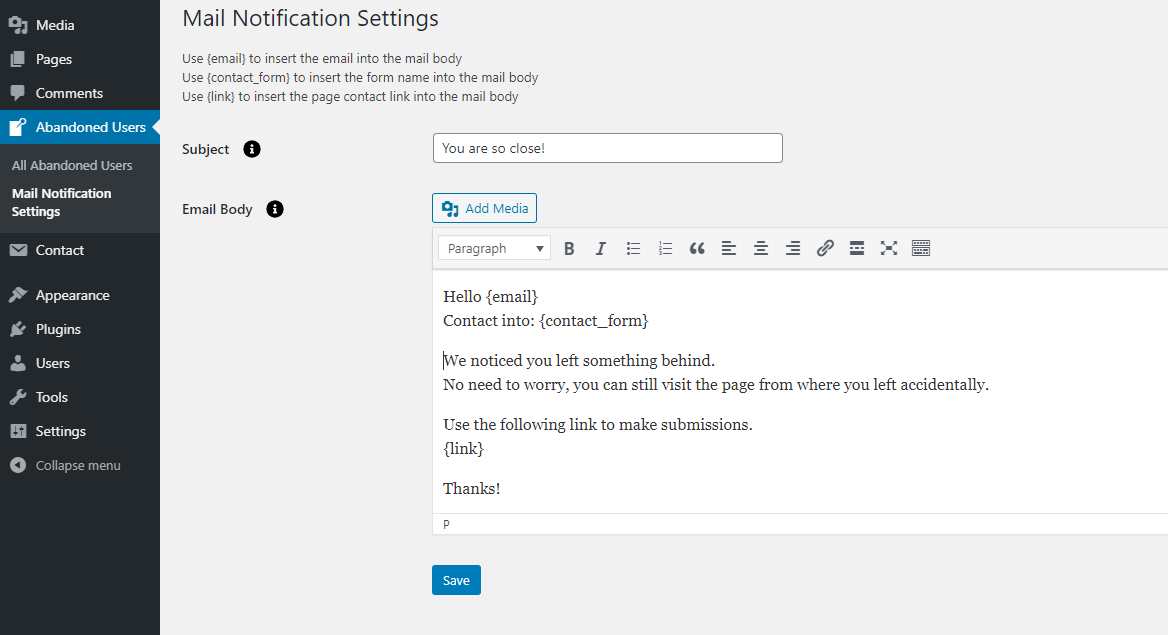 Media
Pages
Comments
Abandoned Users
All Abandoned Users
Mail Notification
Settings
Contact
Appearance
Plugins
Users
Tools
Settings
Collapse menu
Mail Notification Settings
Use {email} to insert the email into the mail body
Use {contact_form} to insert the form name into the mail body
Use {link} to insert the page contact link into the mail body
Subject
You are so close!
Email Body
Add Media
Paragraph
Hello {email}
Contact into: {contact_form}
We noticed you left something behind.
No need to worry, you can still visit the page from where you left accidentally.
Use the following link to make submissions.
{link}
Thanks!
P
Save